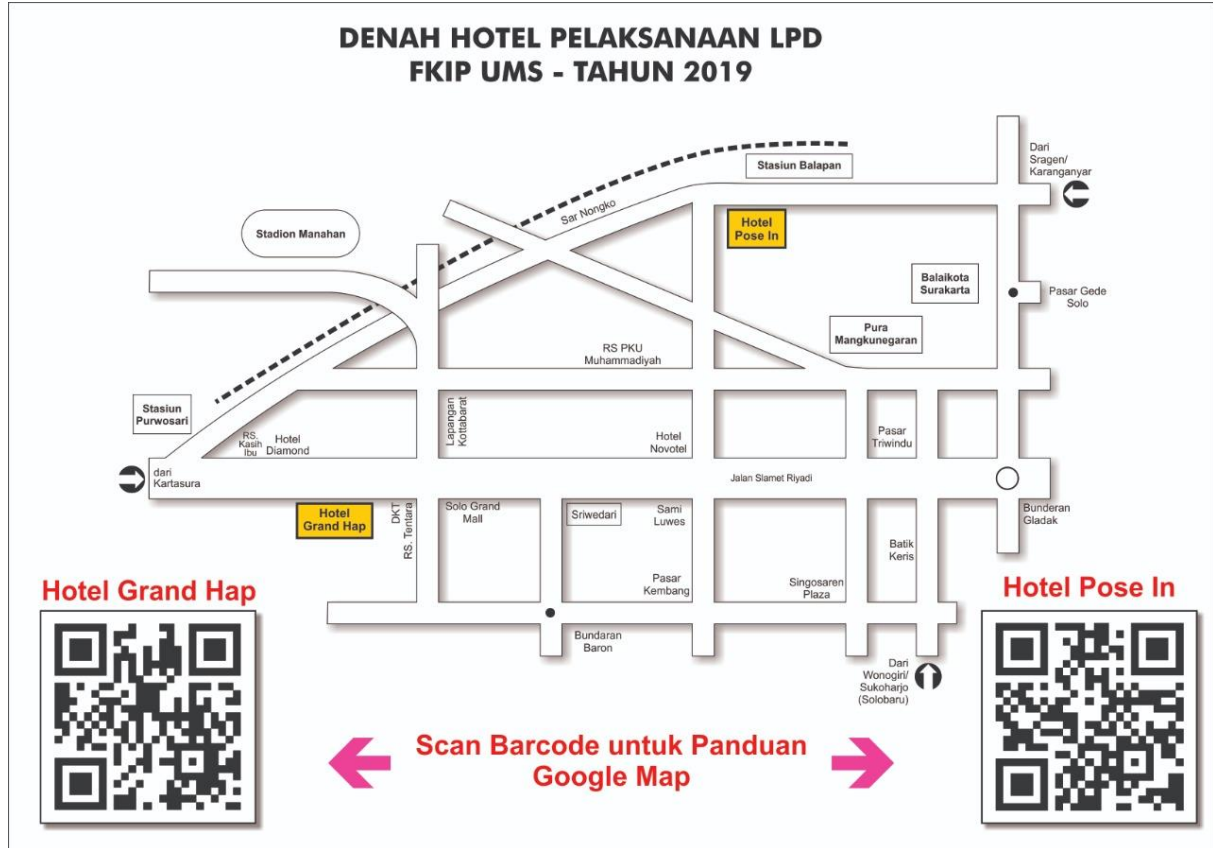 DENAH HOTEL PELAKSANAAN LPD
FKIP UMS - TAHUN 2019
Stasiun Balapan
Dari
Sragen/
Karanganyar
Sar Nongko
Hotel
Pose In
Stadion Manahan
Balaikota
Surakarta
Pasar Gede
Solo
Pura
Mangkunegaran
RS PKU
Muhammadiyah
Stasiun
Purwosari
RS.
Kasih
Ibu
Hotel
Diamond
Lapangan
Kottabarat
Hotel
Novotel
Pasar
Triwindu
dari
Kartasura
Jalan Slamet Riyadi
Hotel
Grand Hap
DKT
RS. Tentara
Solo Grand
Mall
Sriwedari
Sami
Luwes
Bunderan
Gladak
Batik
Keris
Pasar
Kembang
Singosaren
Plaza
Hotel Grand Hap
Hotel Pose In
Bundaran
Baron
Dari
Wonogiri/
Sukoharjo
(Solobaru)
Scan Barcode untuk Panduan
Google Map